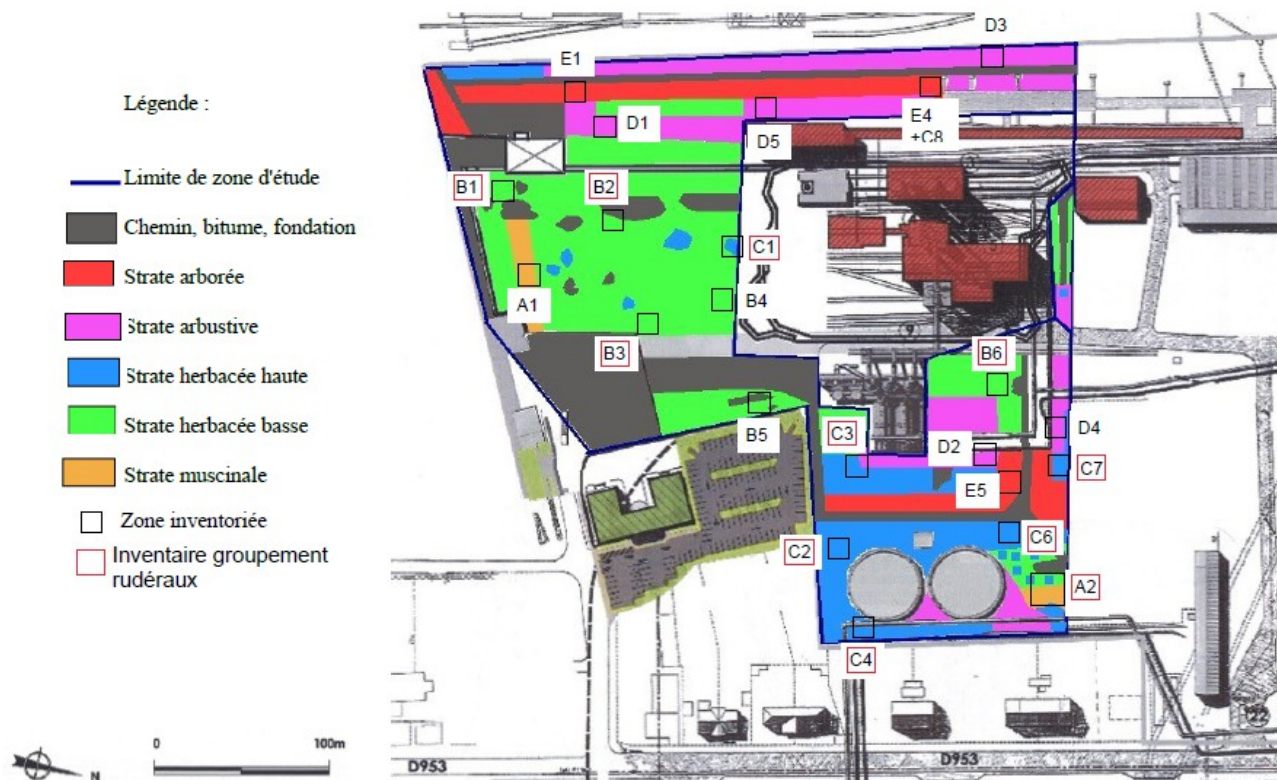 Légende :
Limite de zone d'étude
Chemin, bitume, fondation
Strate arborée
Strate arbustive
Strate herbacée haute
Strate herbacée basse
Strate muscinale
Zone inventoriée
Inventaire groupement
rudéraux
D3
E1
E4
+C8
D1
D5
B1
B2
C1
A1
B4
B3
B6
B5
C3
D2
D4
C7
E5
C2
C6
A2
C4
N
0
100m
D953
D953
22